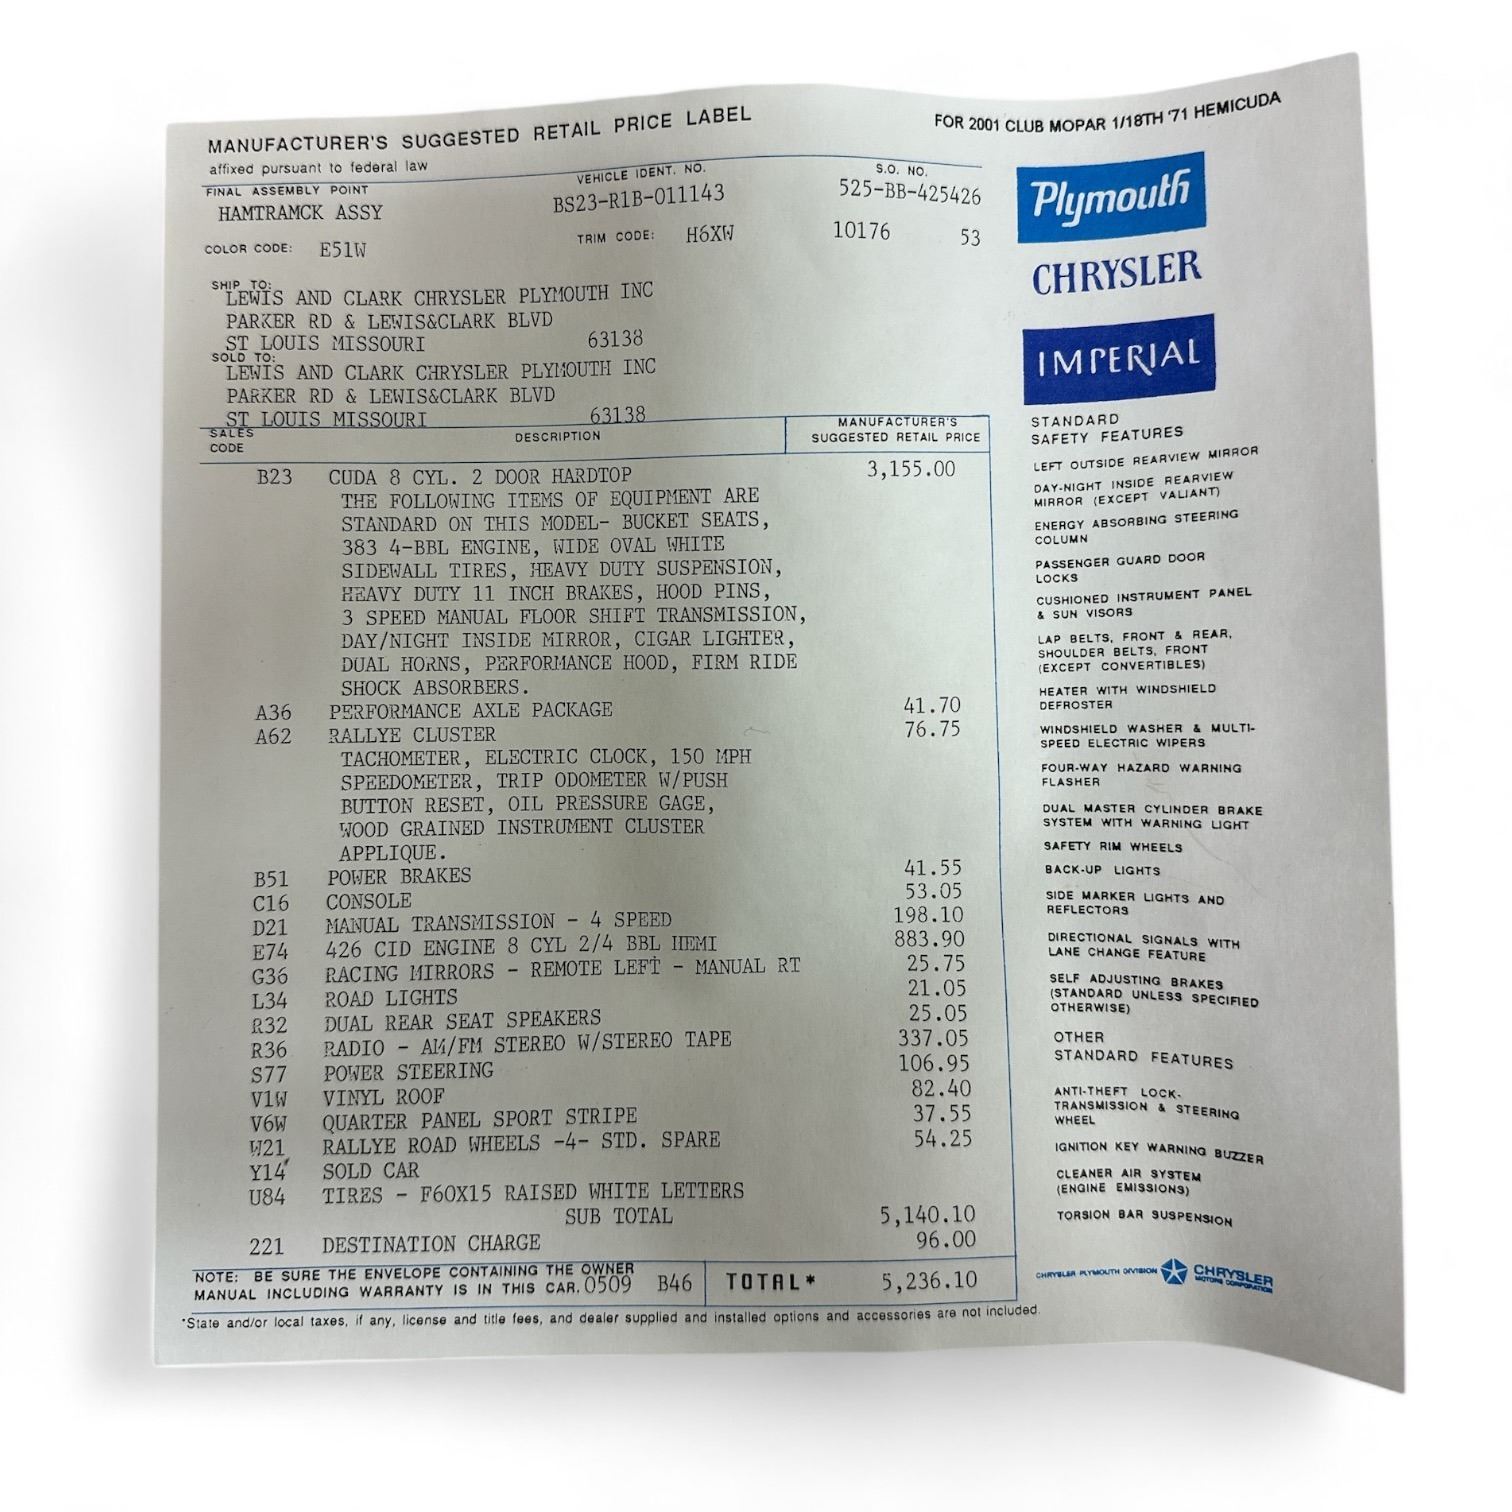 MANUFACTURER'S SUGGESTED RETAIL PRICE LABEL
affixed pursuant to federal law
FOR 2001 CLUB MOPAR 1/18TH '71 HEMICUDA
FINAL ASSEMBLY POINT
HAMTRAMCK ASSY
VEHICLE IDENT. NO.
BS23-R1B-011143
S.O. NO.
525-BB-425426
COLOR CODE: E51W
TRIM CODE: H6XW
10176 53
SHIP TO:
LEWIS AND CLARK CHRYSLER PLYMOUTH INC
PARKER RD & LEWIS&CLARK BLVD
ST LOUIS MISSOURI 63138
SOLD TO:
LEWIS AND CLARK CHRYSLER PLYMOUTH INC
PARKER RD & LEWIS&CLARK BLVD
ST LOUIS MISSOURI 63138
SALES CODE
DESCRIPTION
MANUFACTURER'S
SUGGESTED RETAIL PRICE
B23 CUDA 8 CYL. 2 DOOR HARDTOP 3,155.00
THE FOLLOWING ITEMS OF EQUIPMENT ARE
STANDARD ON THIS MODEL- BUCKET SEATS,
383 4-BBL ENGINE, WIDE OVAL WHITE
SIDEWALL TIRES, HEAVY DUTY SUSPENSION,
HEAVY DUTY 11 INCH BRAKES, HOOD PINS,
3 SPEED MANUAL FLOOR SHIFT TRANSMISSION,
DAY/NIGHT INSIDE MIRROR, CIGAR LIGHTER,
DUAL HORNS, PERFORMANCE HOOD, FIRM RIDE
SHOCK ABSORBERS.
A36 PERFORMANCE AXLE PACKAGE 41.70
A62 RALLYE CLUSTER 76.75
TACHOMETER, ELECTRIC CLOCK, 150 MPH
SPEEDOMETER, TRIP ODOMETER W/PUSH
BUTTON RESET, OIL PRESSURE GAGE,
WOOD GRAINED INSTRUMENT CLUSTER
APPLIQUE.
B51 POWER BRAKES 41.55
C16 CONSOLE 53.05
D21 MANUAL TRANSMISSION - 4 SPEED 198.10
E74 426 CID ENGINE 8 CYL 2/4 BBL HEMI 883.90
G36 RACING MIRRORS - REMOTE LEFT - MANUAL RT 25.75
L34 ROAD LIGHTS 21.05
R32 DUAL REAR SEAT SPEAKERS 25.05
R36 RADIO - AM/FM STEREO W/STEREO TAPE 337.05
S77 POWER STEERING 106.95
V1W VINYL ROOF 82.40
V6W QUARTER PANEL SPORT STRIPE 37.55
W21 RALLYE ROAD WHEELS -4- STD. SPARE 54.25
Y14 SOLD CAR
U84 TIRES - F60X15 RAISED WHITE LETTERS
SUB TOTAL 5,140.10
221 DESTINATION CHARGE 96.00
NOTE: BE SURE THE ENVELOPE CONTAINING THE OWNER
MANUAL INCLUDING WARRANTY IS IN THIS CAR. 0509 B46
TOTAL* 5,236.10
*State and/or local taxes, if any, license and title fees, and dealer supplied and installed options and accessories are not included.
Plymouth
CHRYSLER
IMPERIAL
STANDARD
SAFETY FEATURES
LEFT OUTSIDE REARVIEW MIRROR
DAY-NIGHT INSIDE REARVIEW
MIRROR (EXCEPT VALIANT)
ENERGY ABSORBING STEERING
COLUMN
PASSENGER GUARD DOOR
LOCKS
CUSHIONED INSTRUMENT PANEL
& SUN VISORS
LAP BELTS, FRONT & REAR,
SHOULDER BELTS, FRONT
(EXCEPT CONVERTIBLES)
HEATER WITH WINDSHIELD
DEFROSTER
WINDSHIELD WASHER & MULTI-
SPEED ELECTRIC WIPERS
FOUR-WAY HAZARD WARNING
FLASHER
DUAL MASTER CYLINDER BRAKE
SYSTEM WITH WARNING LIGHT
SAFETY RIM WHEELS
BACK-UP LIGHTS
SIDE MARKER LIGHTS AND
REFLECTORS
DIRECTIONAL SIGNALS WITH
LANE CHANGE FEATURE
SELF ADJUSTING BRAKES
(STANDARD UNLESS SPECIFIED
OTHERWISE)
OTHER
STANDARD FEATURES
ANTI-THEFT LOCK-
TRANSMISSION & STEERING
WHEEL
IGNITION KEY WARNING BUZZER
CLEANER AIR SYSTEM
(ENGINE EMISSIONS)
TORSION BAR SUSPENSION
CHRYSLER PLYMOUTH DIVISION
CHRYSLER
MOTORS CORPORATION